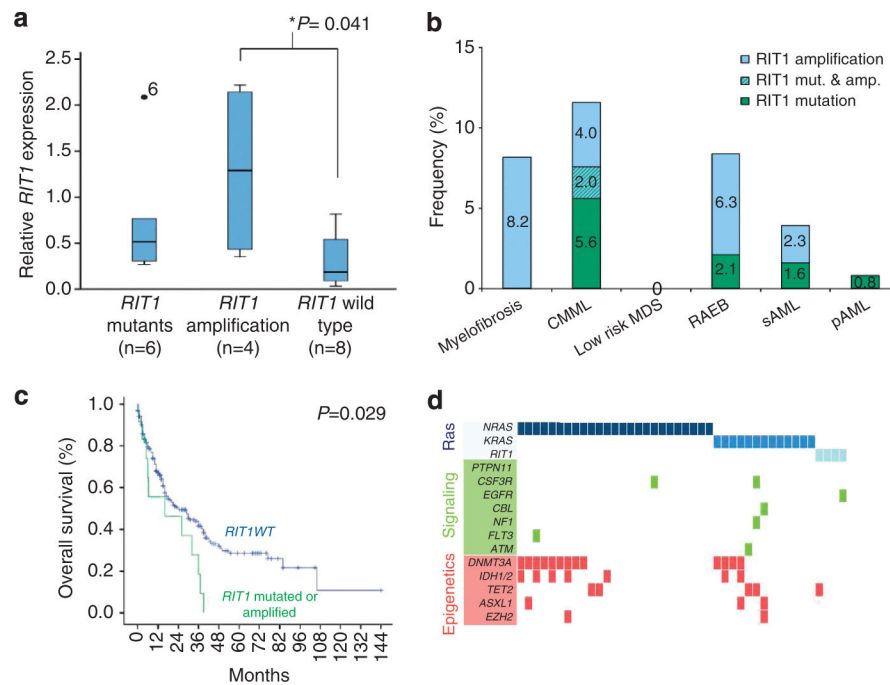 a
*P= 0.041
Relative RIT1 expression
2.5
2.0
1.5
1.0
0.5
0.0
6
RIT1
mutants
(n=6)
RIT1
amplification
(n=4)
RIT1 wild
type
(n=8)
b
Frequency (%)
15
10
5
0
RIT1 amplification
RIT1 mut. & amp.
RIT1 mutation
8.2
4.0
2.0
5.6
0
6.3
2.1
2.3
1.6
0.8
Myelofibrosis
CMML
Low risk MDS
RAEB
sAML
pAML
c
P=0.029
Overall survival (%)
1.0
0.8
0.6
0.4
0.2
0.0
RIT1WT
RIT1 mutated or
amplified
0 12 24 36 48 60 72 84 96 108 120 132 144
Months
d
Ras
NRAS
KRAS
RIT1
Signaling
PTPN11
CSF3R
EGFR
CBL
NF1
FLT3
ATM
Epigenetics
DNMT3A
IDH1/2
TET2
ASXL1
EZH2